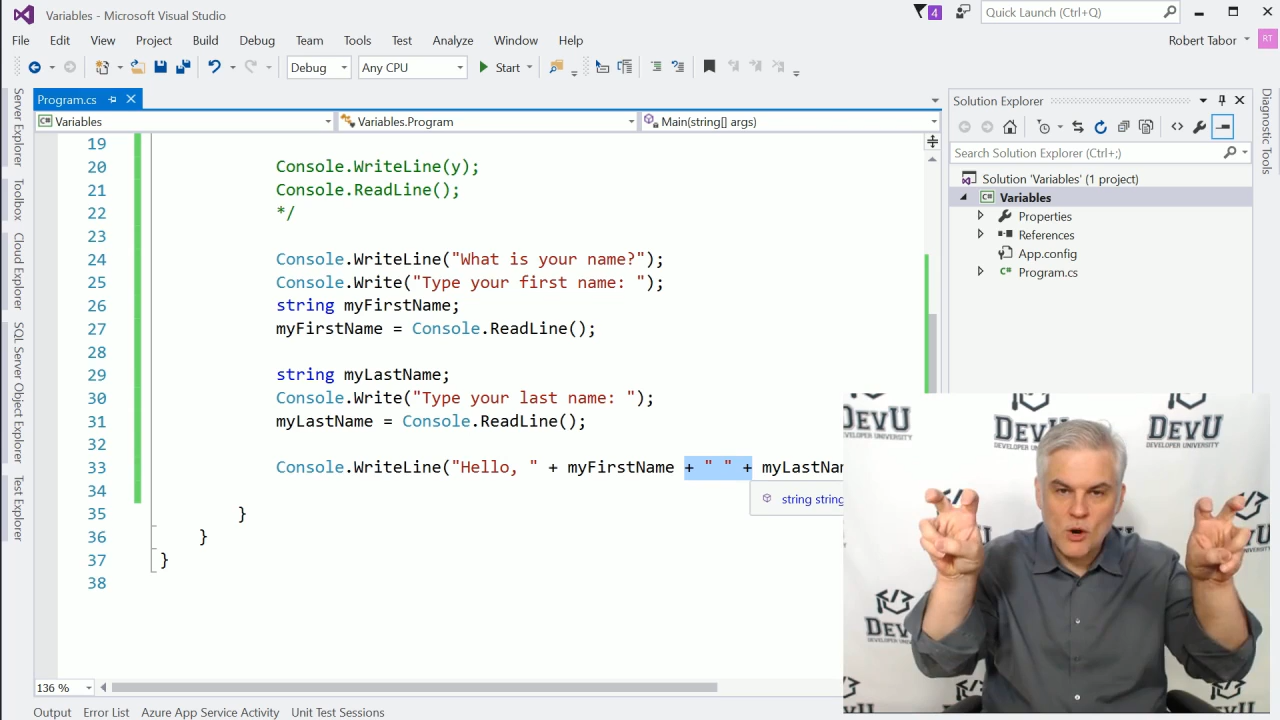 Variables - Microsoft Visual Studio
4
Quick Launch (Ctrl+Q)
File Edit View Project Build Debug Team Tools Test Analyze Window Help
Robert Tabor RT
Debug Any CPU Start
Program.cs
Variables Variables.Program Main(string[] args)
Server Explorer
Toolbox
Cloud Explorer
SQL Server Object Explorer
Test Explorer
19
20 Console.WriteLine(y);
21 Console.ReadLine();
22 */
23
24 Console.WriteLine("What is your name?");
25 Console.Write("Type your first name: ");
26 string myFirstName;
27 myFirstName = Console.ReadLine();
28
29 string myLastName;
30 Console.Write("Type your last name: ");
31 myLastName = Console.ReadLine();
32
33 Console.WriteLine("Hello, " + myFirstName + " " + myLastNam
string string
34
35 }
36 }
37 }
38
136 %
Output Error List Azure App Service Activity Unit Test Sessions
Solution Explorer
Search Solution Explorer (Ctrl+;)
Solution 'Variables' (1 project)
C# Variables
Properties
References
App.config
C# Program.cs
Diagnostic Tools
DevU
DEVELOPER UNIVERSITY
DevU
DEVELOPER UNIVERSITY